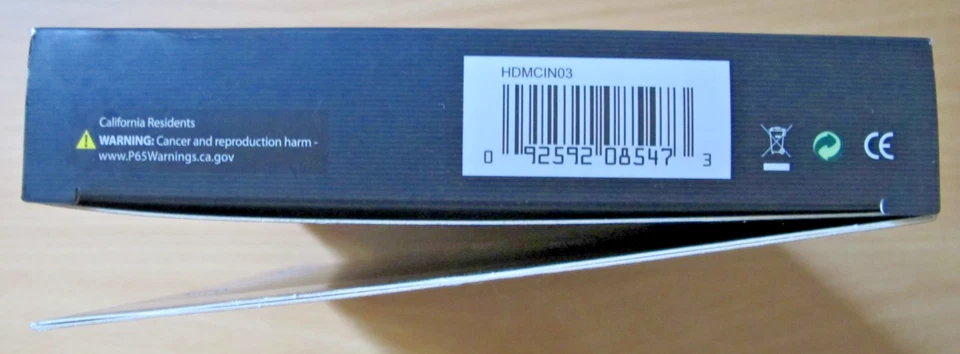 California Residents
WARNING: Cancer and reproduction harm -
www.P65Warnings.ca.gov
HDMCIN03
0 92592 08547 3
CE